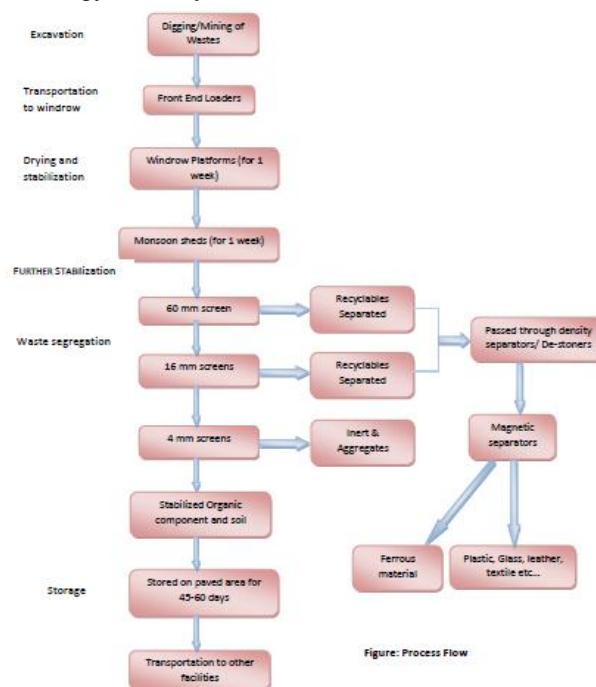 Excavation
Digging/Mining of
Wastes
Transportation
to windrow
Front End Loaders
Drying and
stabilization
Windrow Platforms (for 1
week)
Monsoon sheds (for 1 week)
FURTHER STABilization
60 mm screen
Recyclables
Separated
Waste segregation
Passed through density
separators/ De-stoners
16 mm screens
Recyclables
Separated
4 mm screens
Inert &
Aggregates
Magnetic
separators
Stabilized Organic
component and soil
Ferrous
material
Plastic, Glass, leather,
textile etc...
Storage
Stored on paved area for
45-60 days
Transportation to other
facilities
Figure: Process Flow